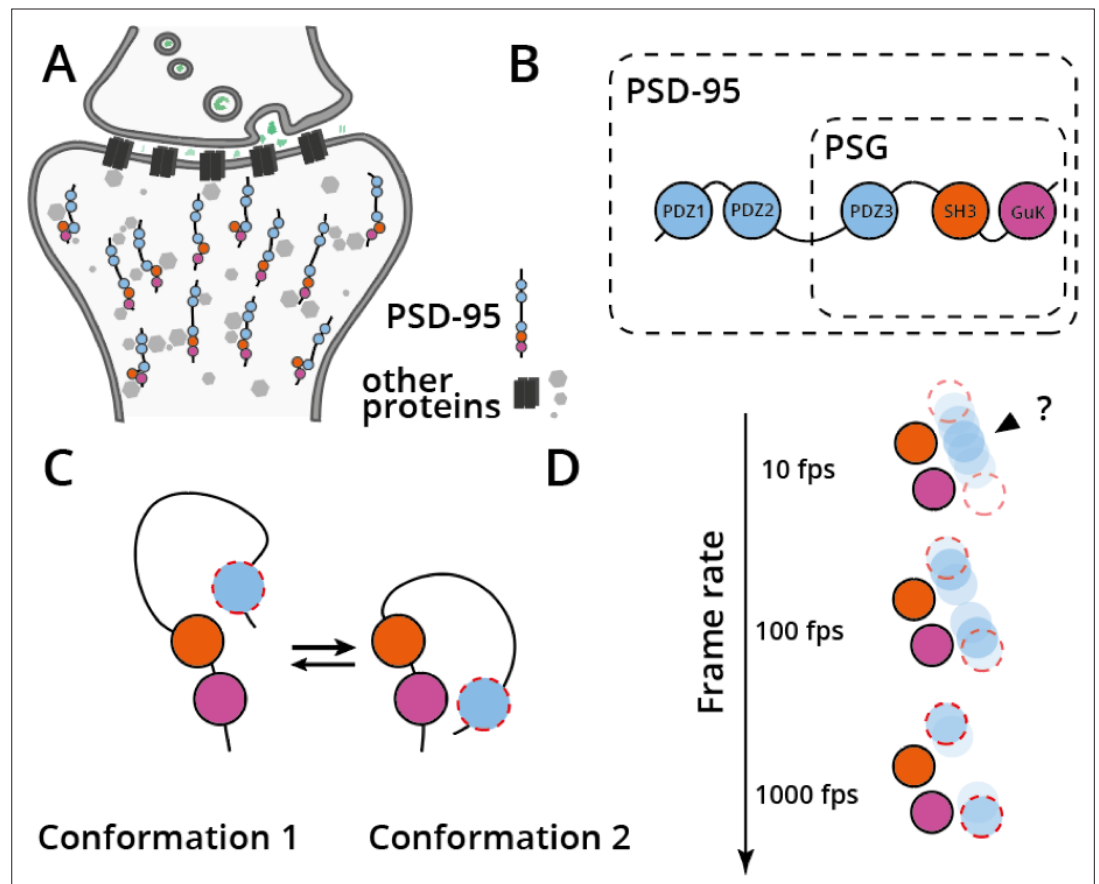 A
B
PSD-95
PSG
PDZ1
PDZ2
PDZ3
SH3
GuK
PSD-95
other
proteins
C
Conformation 1
Conformation 2
D
Frame rate
?
10 fps
100 fps
1000 fps